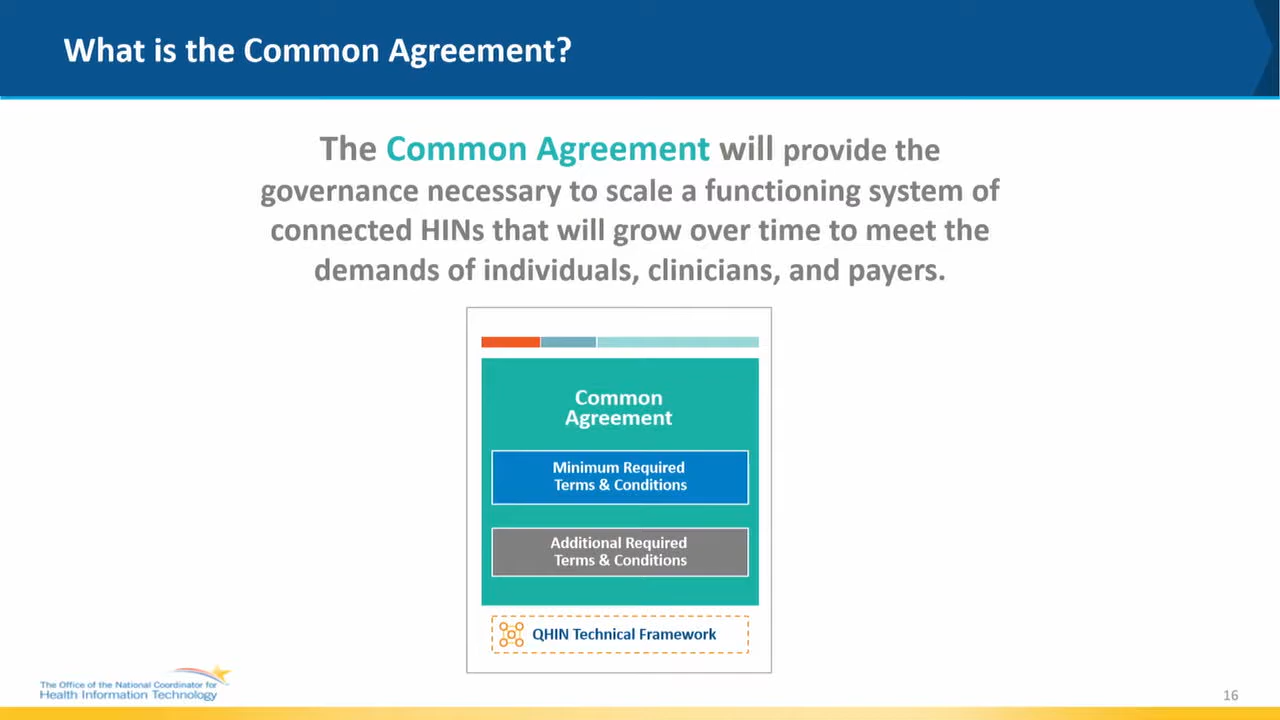 What is the Common Agreement?
The Common Agreement will provide the
governance necessary to scale a functioning system of
connected HINs that will grow over time to meet the
demands of individuals, clinicians, and payers.
Common
Agreement
Minimum Required
Terms & Conditions
Additional Required
Terms & Conditions
QHIN Technical Framework
The Office of the National Coordinator for
Health Information Technology
16